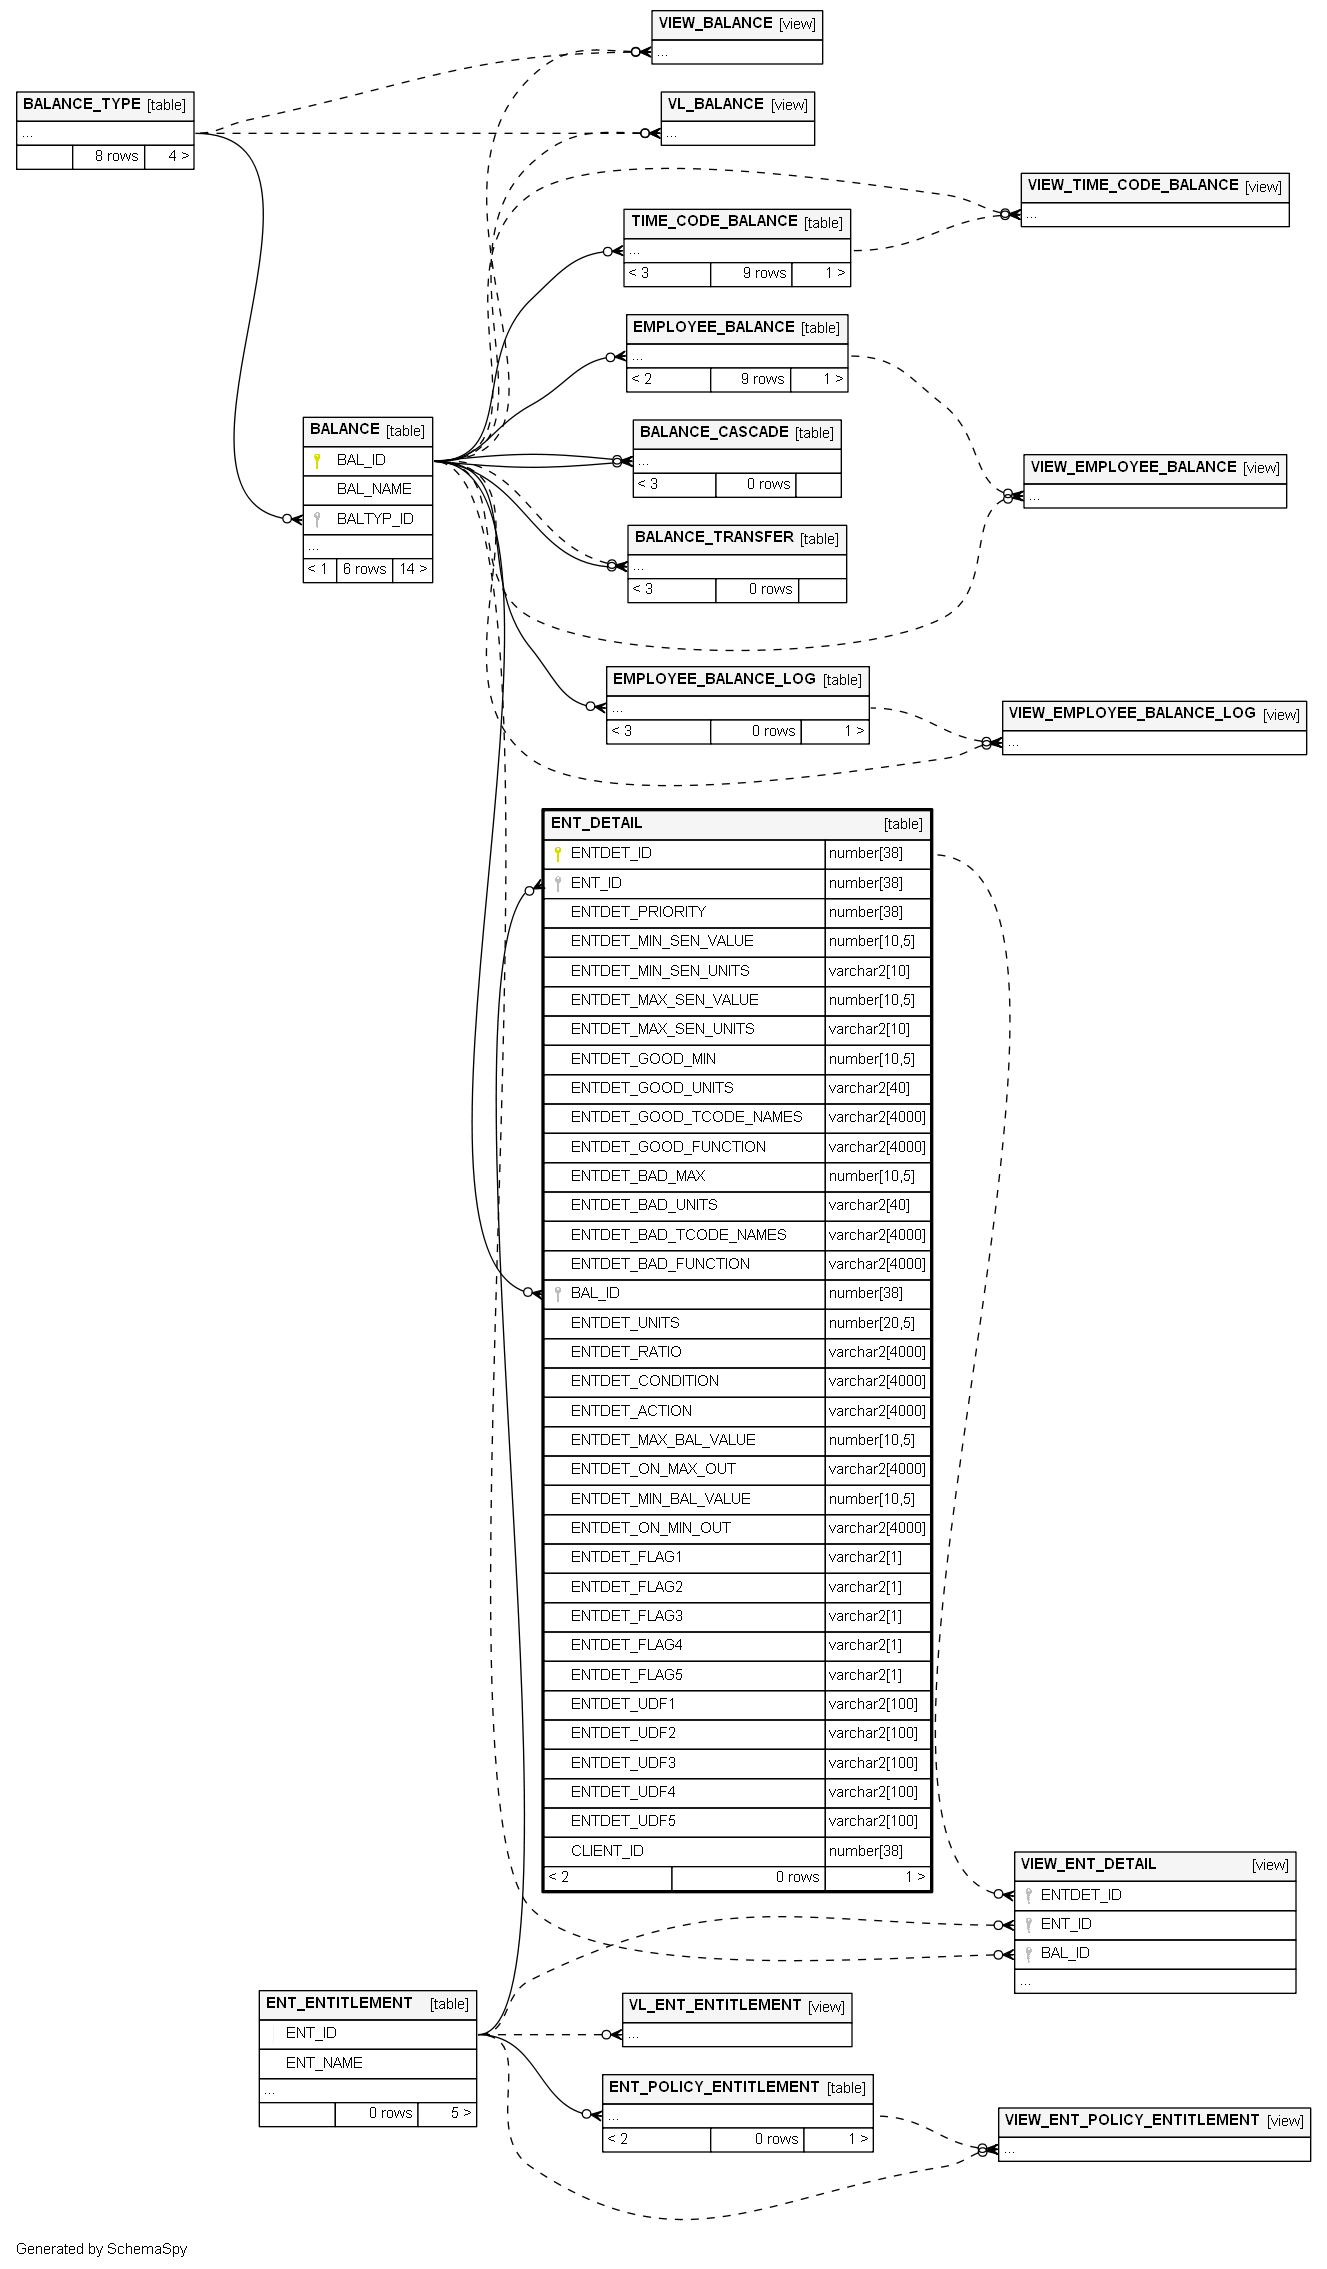 VIEW_BALANCE [view]
...
BALANCE_TYPE [table]
...
8 rows 4 >
VL_BALANCE [view]
...
VIEW_TIME_CODE_BALANCE [view]
...
TIME_CODE_BALANCE [table]
...
< 3 9 rows 1 >
EMPLOYEE_BALANCE [table]
...
< 2 9 rows 1 >
BALANCE [table]
BAL_ID
BAL_NAME
BALTYP_ID
...
< 1 6 rows 14 >
BALANCE_CASCADE [table]
...
< 3 0 rows
VIEW_EMPLOYEE_BALANCE [view]
...
BALANCE_TRANSFER [table]
...
< 3 0 rows
EMPLOYEE_BALANCE_LOG [table]
...
< 3 0 rows 1 >
VIEW_EMPLOYEE_BALANCE_LOG [view]
...
ENT_DETAIL [table]
ENTDET_ID number[38]
ENT_ID number[38]
ENTDET_PRIORITY number[38]
ENTDET_MIN_SEN_VALUE number[10,5]
ENTDET_MIN_SEN_UNITS varchar2[10]
ENTDET_MAX_SEN_VALUE number[10,5]
ENTDET_MAX_SEN_UNITS varchar2[10]
ENTDET_GOOD_MIN number[10,5]
ENTDET_GOOD_UNITS varchar2[40]
ENTDET_GOOD_TCODE_NAMES varchar2[4000]
ENTDET_GOOD_FUNCTION varchar2[4000]
ENTDET_BAD_MAX number[10,5]
ENTDET_BAD_UNITS varchar2[40]
ENTDET_BAD_TCODE_NAMES varchar2[4000]
ENTDET_BAD_FUNCTION varchar2[4000]
BAL_ID number[38]
ENTDET_UNITS number[20,5]
ENTDET_RATIO varchar2[4000]
ENTDET_CONDITION varchar2[4000]
ENTDET_ACTION varchar2[4000]
ENTDET_MAX_BAL_VALUE number[10,5]
ENTDET_ON_MAX_OUT varchar2[4000]
ENTDET_MIN_BAL_VALUE number[10,5]
ENTDET_ON_MIN_OUT varchar2[4000]
ENTDET_FLAG1 varchar2[1]
ENTDET_FLAG2 varchar2[1]
ENTDET_FLAG3 varchar2[1]
ENTDET_FLAG4 varchar2[1]
ENTDET_FLAG5 varchar2[1]
ENTDET_UDF1 varchar2[100]
ENTDET_UDF2 varchar2[100]
ENTDET_UDF3 varchar2[100]
ENTDET_UDF4 varchar2[100]
ENTDET_UDF5 varchar2[100]
CLIENT_ID number[38]
< 2 0 rows 1 >
VIEW_ENT_DETAIL [view]
ENTDET_ID
ENT_ID
BAL_ID
...
ENT_ENTITLEMENT [table]
ENT_ID
ENT_NAME
...
0 rows 5 >
VL_ENT_ENTITLEMENT [view]
...
ENT_POLICY_ENTITLEMENT [table]
...
< 2 0 rows 1 >
VIEW_ENT_POLICY_ENTITLEMENT [view]
...
Generated by SchemaSpy